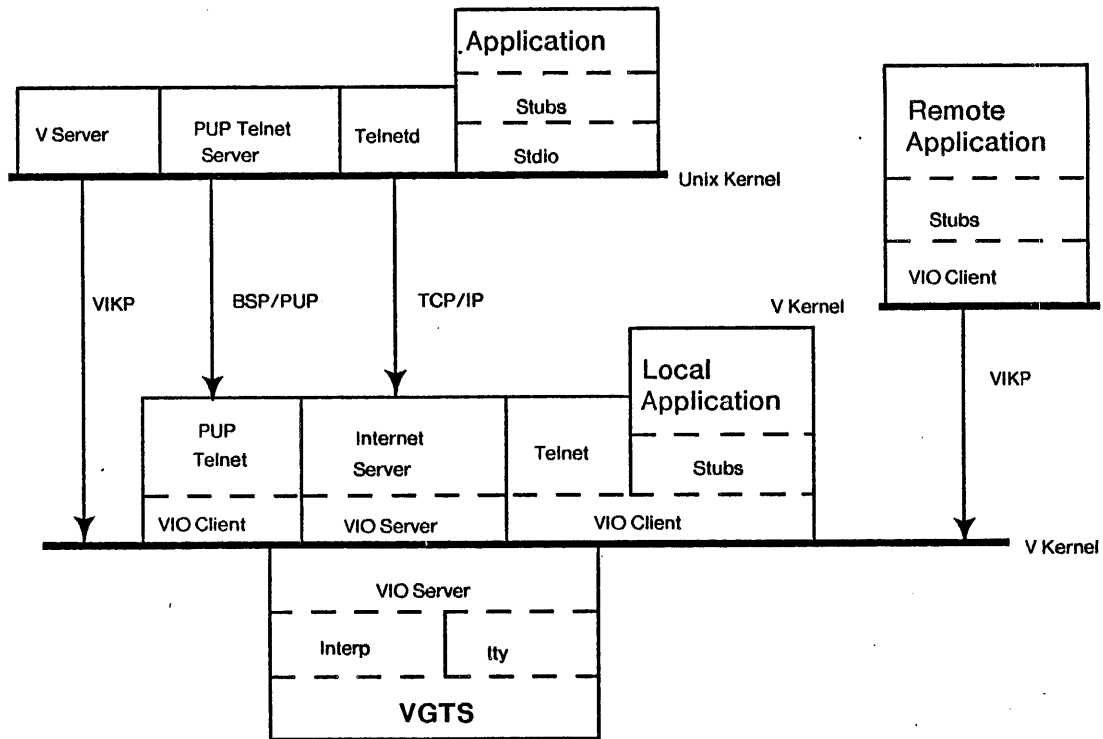 Application
Stubs
Stdio
V Server
PUP Telnet
Server
Telnetd
Unix Kernel
Remote
Application
Stubs
VIO Client
VIKP
BSP/PUP
TCP/IP
V Kernel
VIKP
Local
Application
Stubs
PUP
Telnet
Internet
Server
Telnet
VIO Client
VIO Server
VIO Client
V Kernel
VIO Server
Interp
tty
VGTS